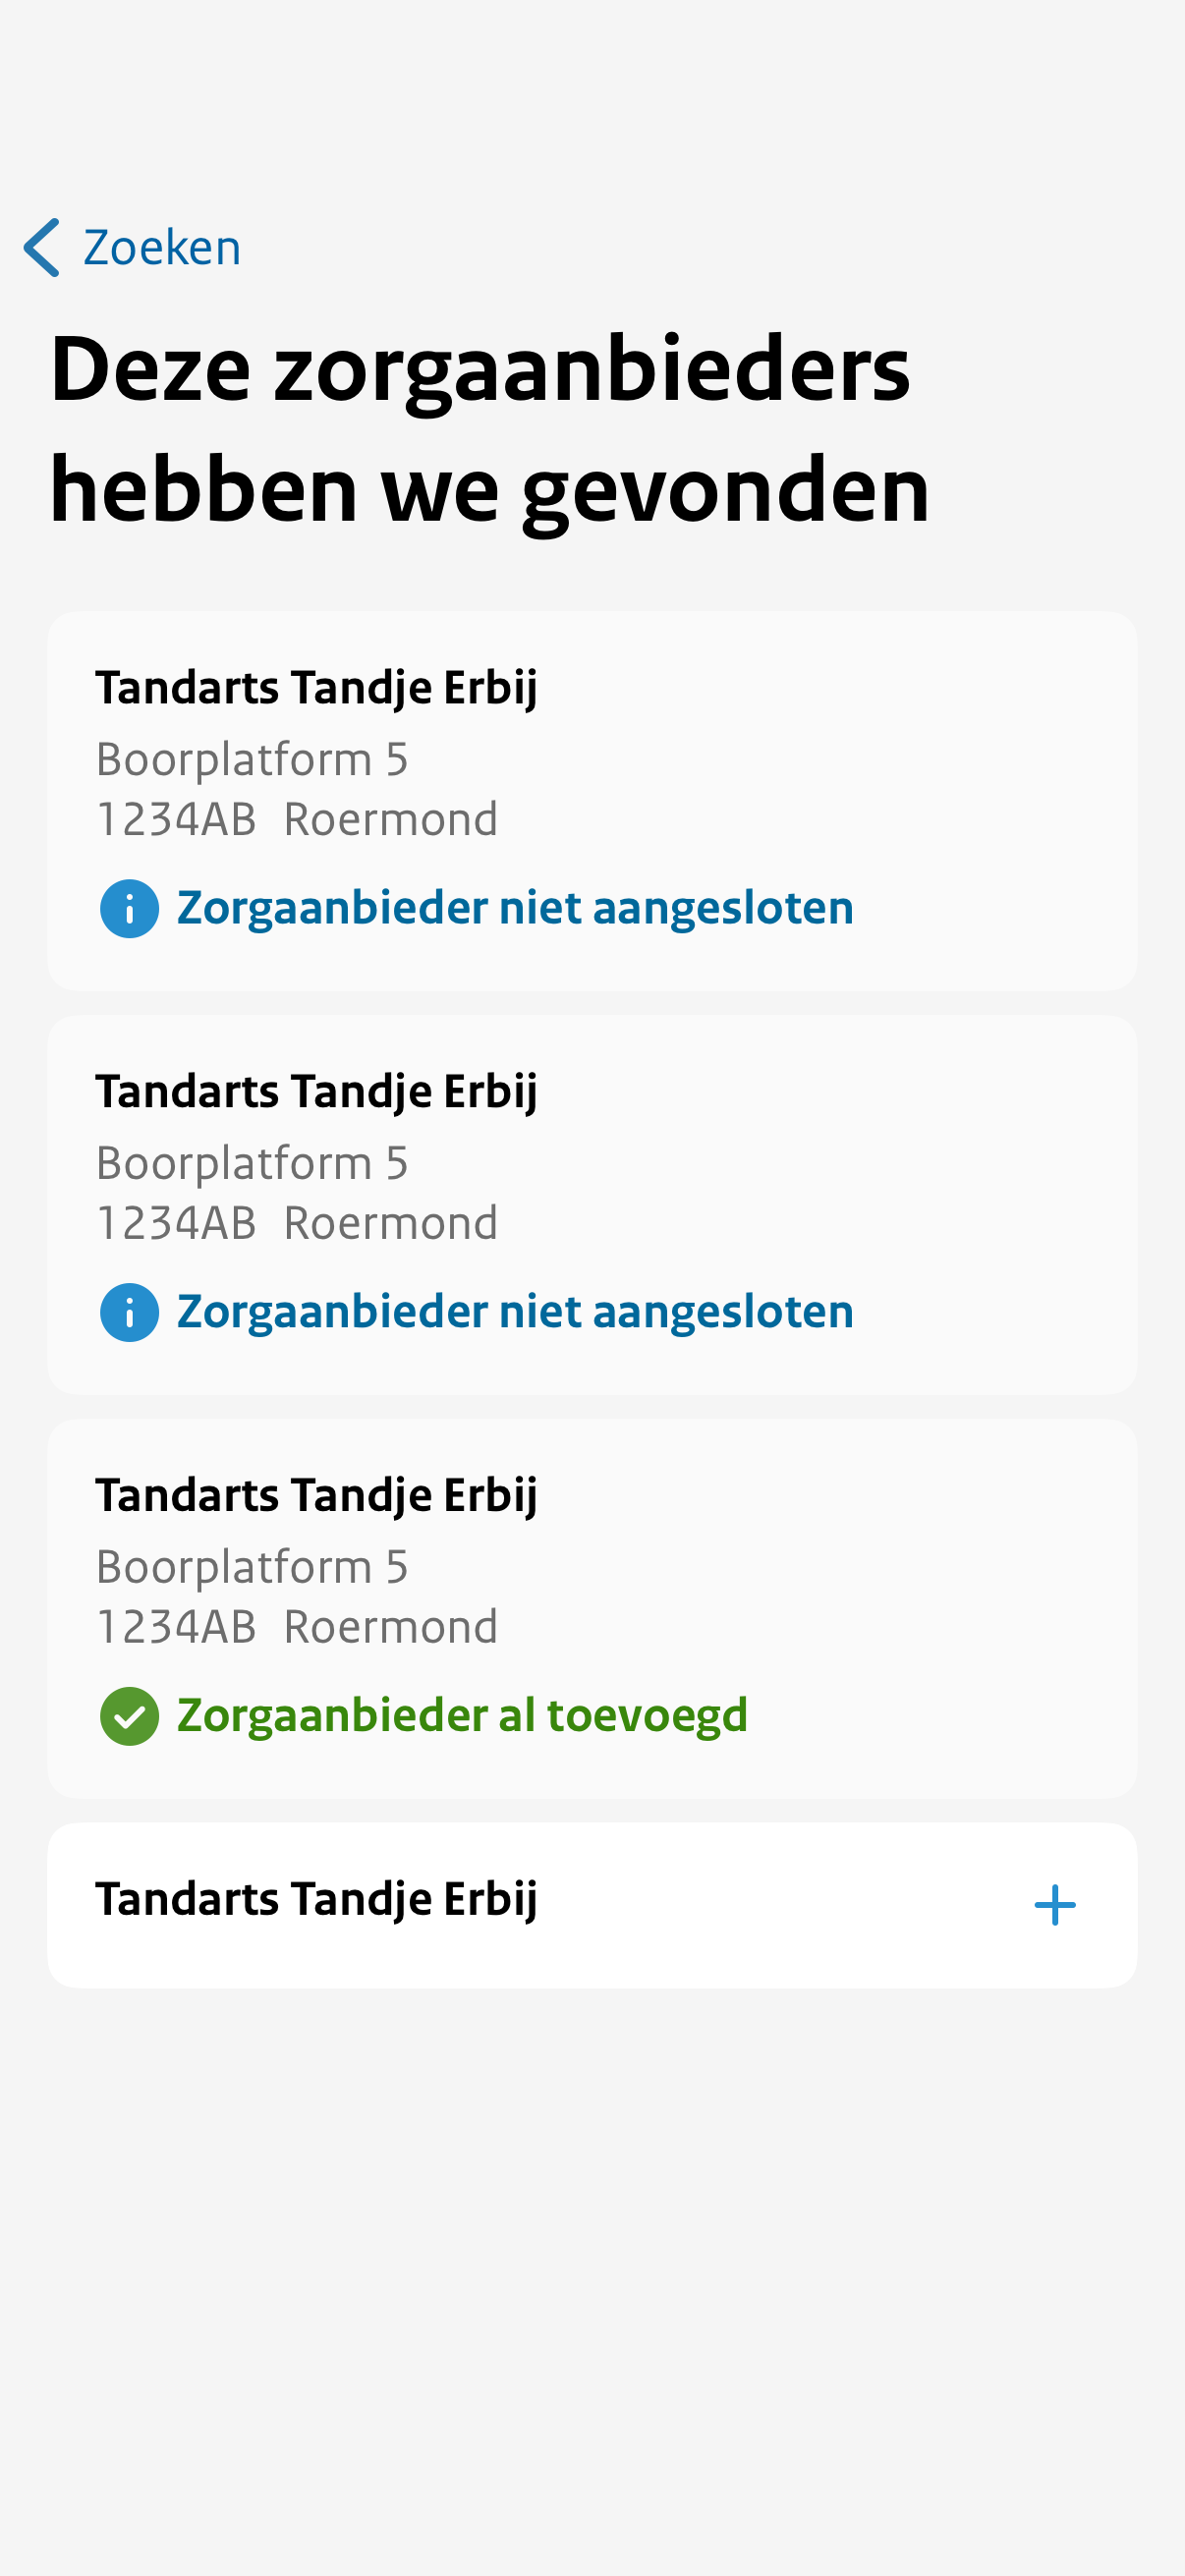 Zoeken
Deze zorgaanbieders
hebben we gevonden
Tandarts Tandje Erbij
Boorplatform 5
1234AB  Roermond
Zorgaanbieder niet aangesloten
Tandarts Tandje Erbij
Boorplatform 5
1234AB  Roermond
Zorgaanbieder niet aangesloten
Tandarts Tandje Erbij
Boorplatform 5
1234AB  Roermond
Zorgaanbieder al toevoegd
Tandarts Tandje Erbij